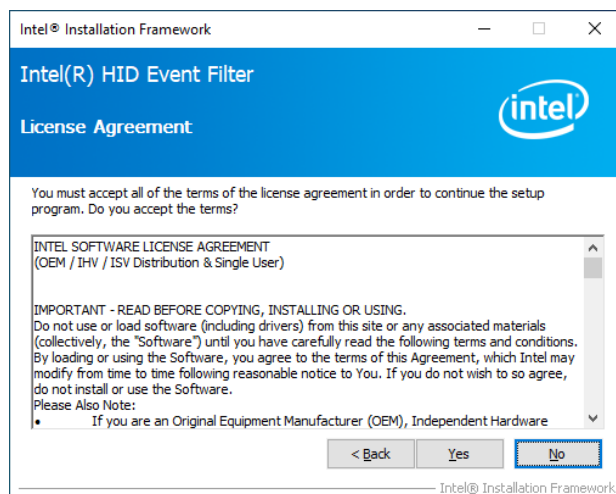 Intel® Installation Framework
Intel(R) HID Event Filter
intel
License Agreement
You must accept all of the terms of the license agreement in order to continue the setup
program. Do you accept the terms?
INTEL SOFTWARE LICENSE AGREEMENT
(OEM / IHV / ISV Distribution & Single User)
IMPORTANT - READ BEFORE COPYING, INSTALLING OR USING.
Do not use or load software (including drivers) from this site or any associated materials
(collectively, the "Software") until you have carefully read the following terms and conditions.
By loading or using the Software, you agree to the terms of this Agreement, which Intel may
modify from time to time following reasonable notice to You. If you do not wish to so agree,
do not install or use the Software.
Please Also Note:
• If you are an Original Equipment Manufacturer (OEM), Independent Hardware
< Back Yes No
Intel® Installation Framework